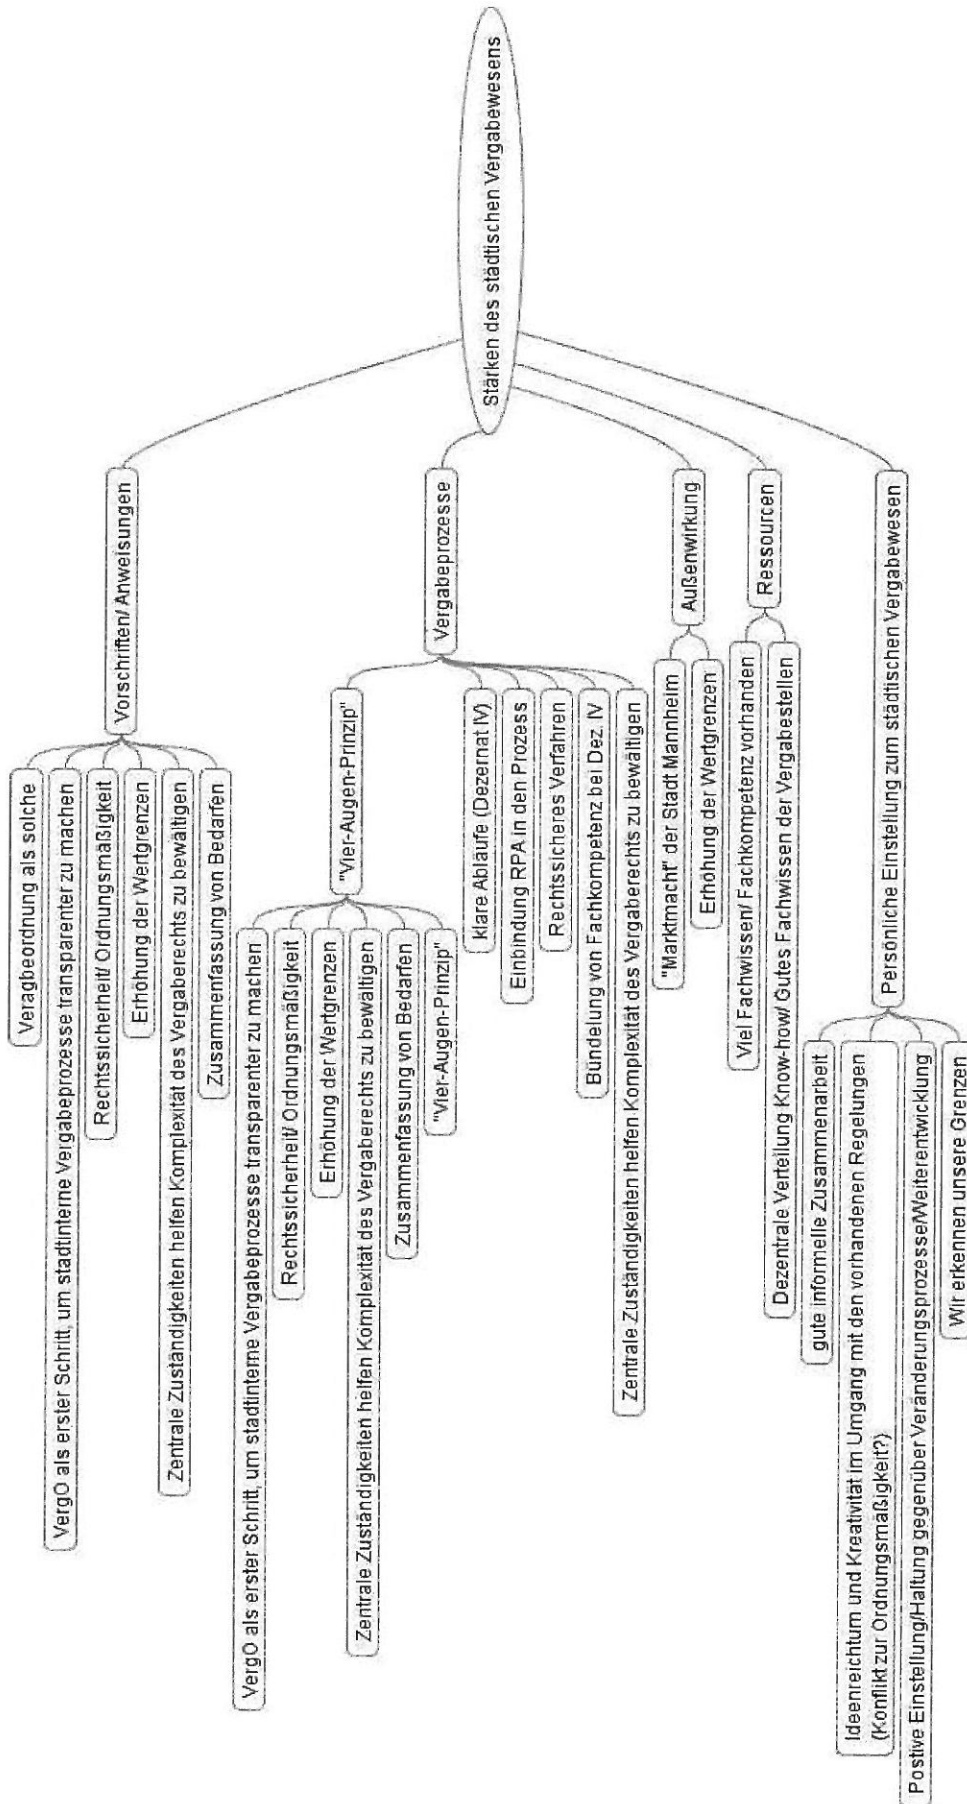 Stärken des städtischen Vergabewesens
Vorschriften/ Anweisungen
Veragbeordnung als solche
VergO als erster Schritt, um stadtinterne Vergabeprozesse transparenter zu machen
Rechtssicherheit/ Ordnungsmäßigkeit
Erhöhung der Wertgrenzen
Zentrale Zuständigkeiten helfen Komplexität des Vergaberechts zu bewältigen
Zusammenfassung von Bedarfen
Vergabeprozesse
"Vier-Augen-Prinzip"
VergO als erster Schritt, um stadtinterne Vergabeprozesse transparenter zu machen
Rechtssicherheit/ Ordnungsmäßigkeit
Erhöhung der Wertgrenzen
Zentrale Zuständigkeiten helfen Komplexität des Vergaberechts zu bewältigen
Zusammenfassung von Bedarfen
"Vier-Augen-Prinzip"
klare Abläufe (Dezernat IV)
Einbindung RPA in den Prozess
Rechtssicheres Verfahren
Bündelung von Fachkompetenz bei Dez. IV
Zentrale Zuständigkeiten helfen Komplexität des Vergaberechts zu bewältigen
Außenwirkung
"Marktmacht" der Stadt Mannheim
Erhöhung der Wertgrenzen
Ressourcen
Viel Fachwissen/ Fachkompetenz vorhanden
Dezentrale Verteilung Know-how/ Gutes Fachwissen der Vergabestellen
Persönliche Einstellung zum städtischen Vergabewesen
gute informelle Zusammenarbeit
Ideenreichtum und Kreativität im Umgang mit den vorhandenen Regelungen
(Konflikt zur Ordnungsmäßigkeit?)
Postive Einstellung/Haltung gegenüber Veränderungsprozesse/Weiterentwicklung
Wir erkennen unsere Grenzen